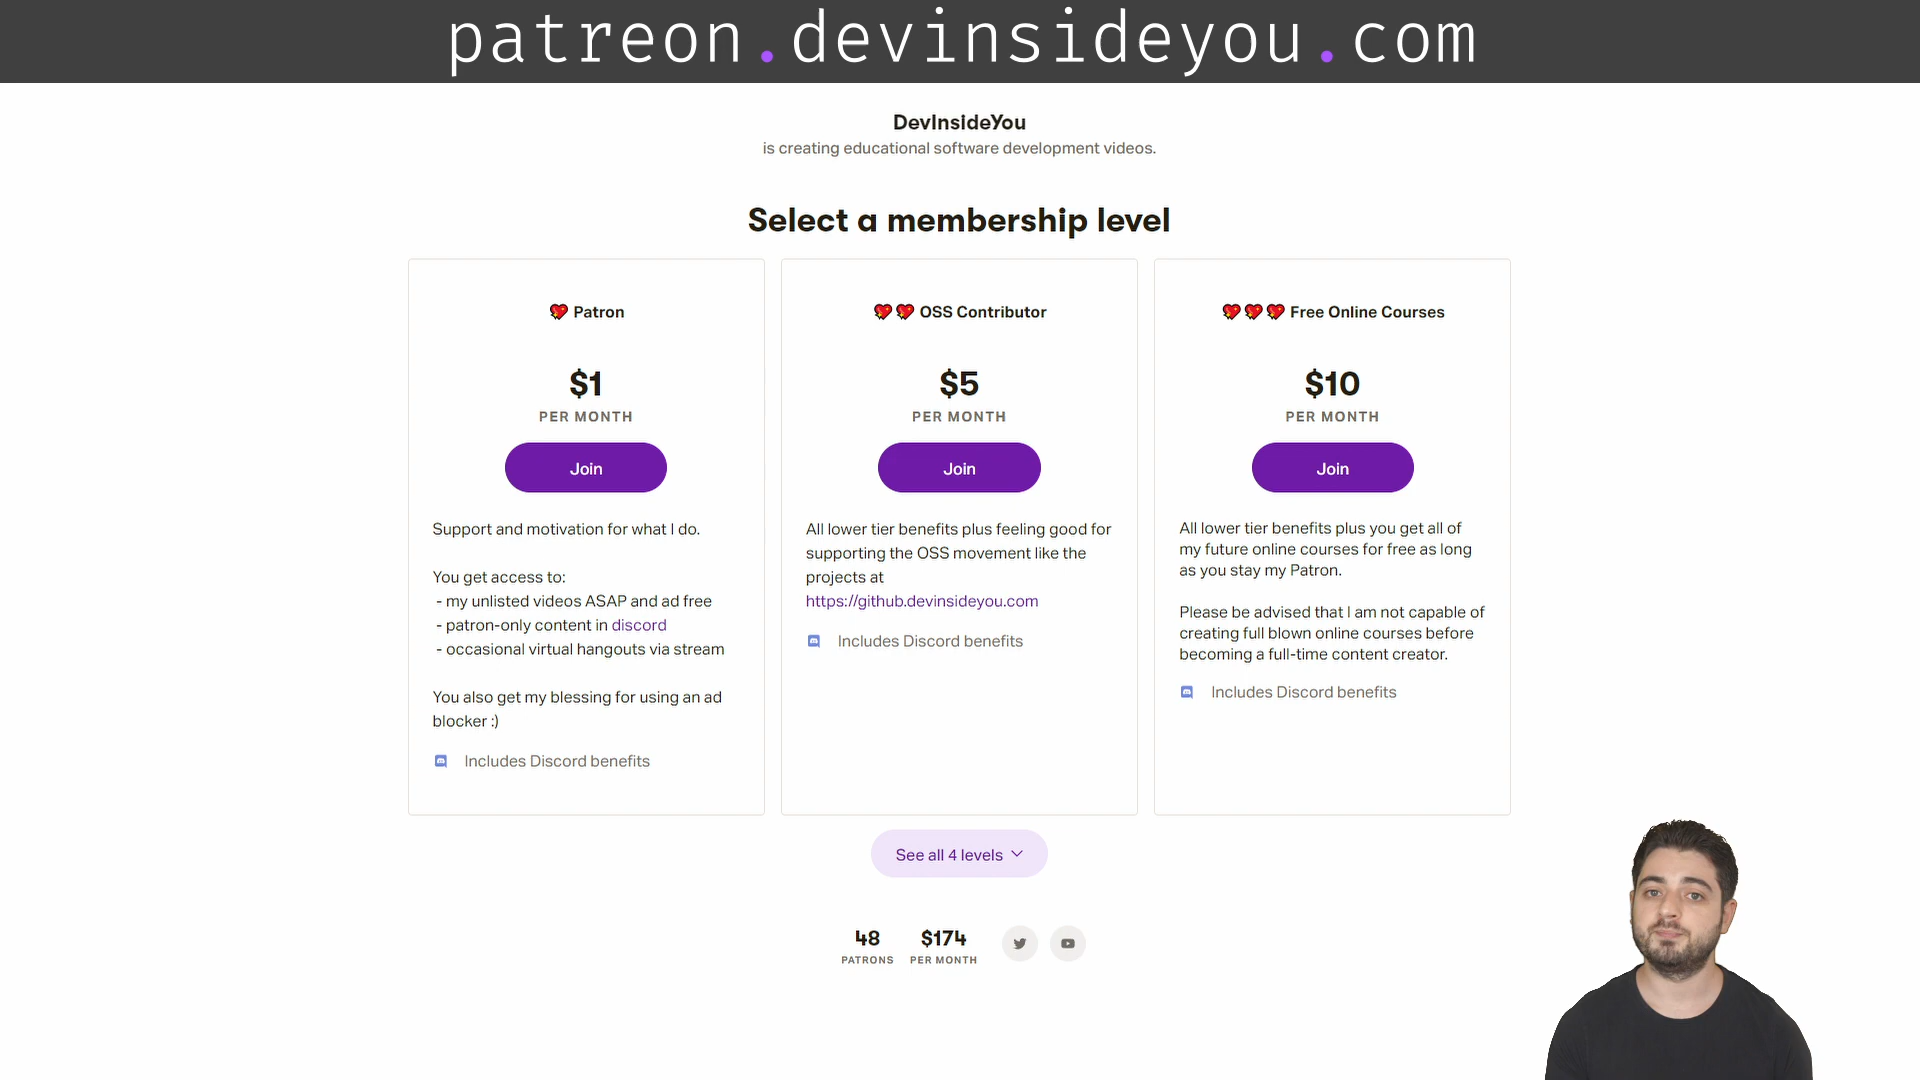 patreon.devinsideyou.com
DevInsideYou
is creating educational software development videos.
Select a membership level
Patron
$1
PER MONTH
Join
Support and motivation for what I do.
You get access to:
- my unlisted videos ASAP and ad free
- patron-only content in discord
- occasional virtual hangouts via stream
You also get my blessing for using an ad
blocker :)
Includes Discord benefits
OSS Contributor
$5
PER MONTH
Join
All lower tier benefits plus feeling good for
supporting the OSS movement like the
projects at
https://github.devinsideyou.com
Includes Discord benefits
Free Online Courses
$10
PER MONTH
Join
All lower tier benefits plus you get all of
my future online courses for free as long
as you stay my Patron.
Please be advised that I am not capable of
creating full blown online courses before
becoming a full-time content creator.
Includes Discord benefits
See all 4 levels
48
PATRONS
$174
PER MONTH